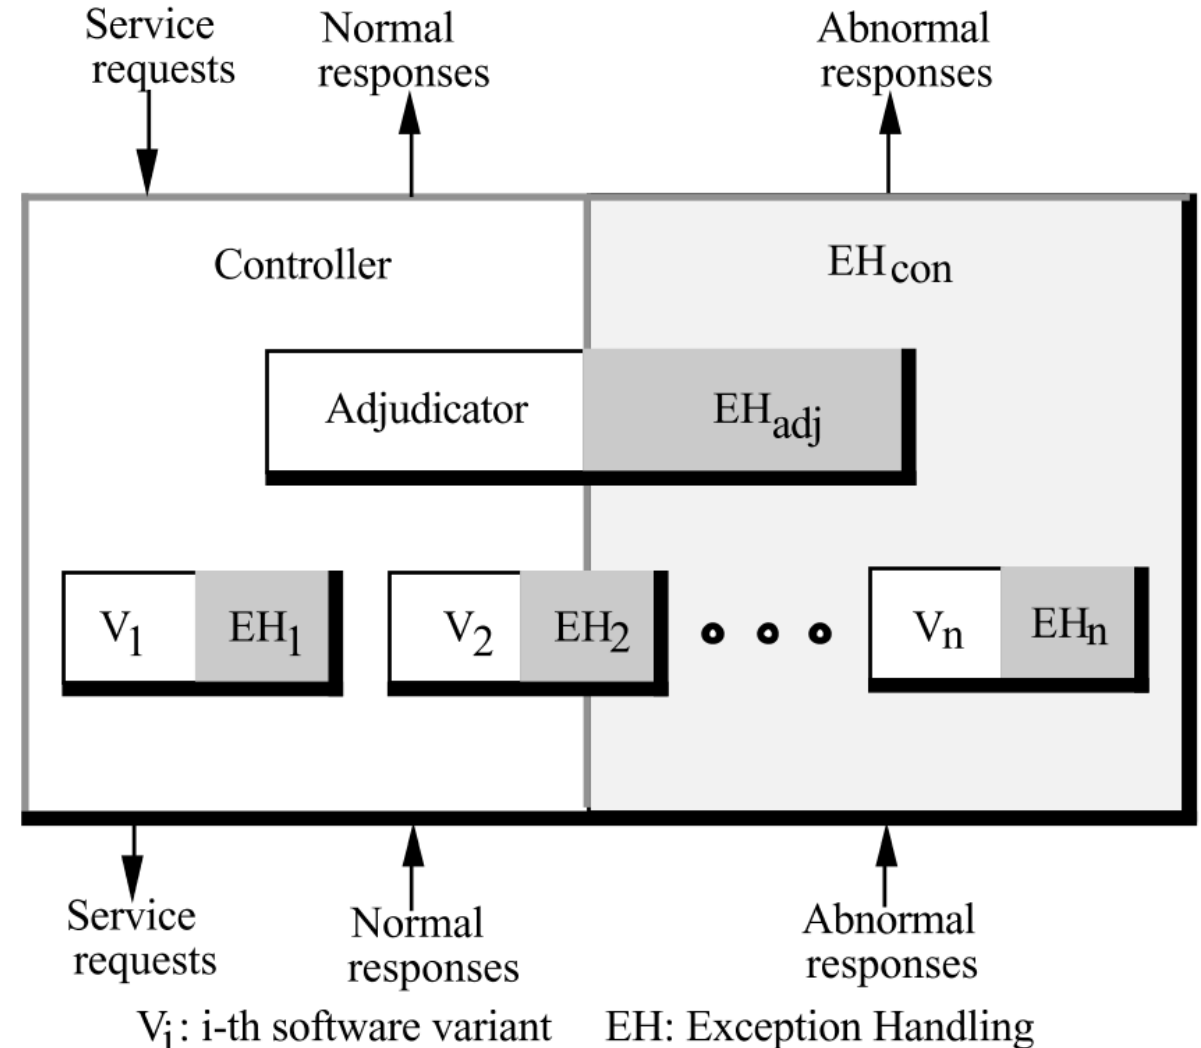 Service
requests
Normal
responses
Abnormal
responses
Controller
EHcon
Adjudicator
EHadj
V1
EH1
V2
EH2
Vn
EHn
Service
requests
Normal
responses
Abnormal
responses
Vi: i-th software variant
EH: Exception Handling